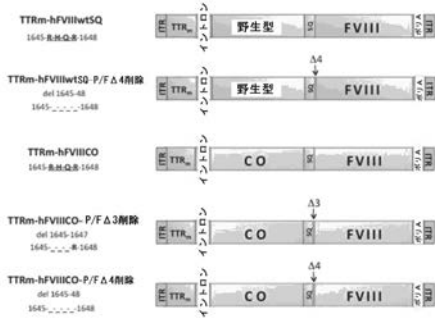 TTRm-hFVIIIwtSQ
1645-R-H-Q-R-1648
ITR TTRm イントロン 野生型 SQ FVIII ポリA ITR
Δ4
TTRm-hFVIIIwtSQ-P/FΔ4削除
del 1645-48
1645-_-_-_-_-1648
ITR TTRm イントロン 野生型 SQ FVIII ポリA ITR
TTRm-hFVIIICO
1645-R-H-Q-R-1648
ITR TTRm イントロン CO SQ FVIII ポリA ITR
Δ3
TTRm-hFVIIICO-P/FΔ3削除
del 1645-1647
1645-_-_-_-R-1648
ITR TTRm イントロン CO SQ FVIII ポリA ITR
Δ4
TTRm-hFVIIICO-P/FΔ4削除
del 1645-48
1645-_-_-_-_-1648
ITR TTRm イントロン CO SQ FVIII ポリA ITR